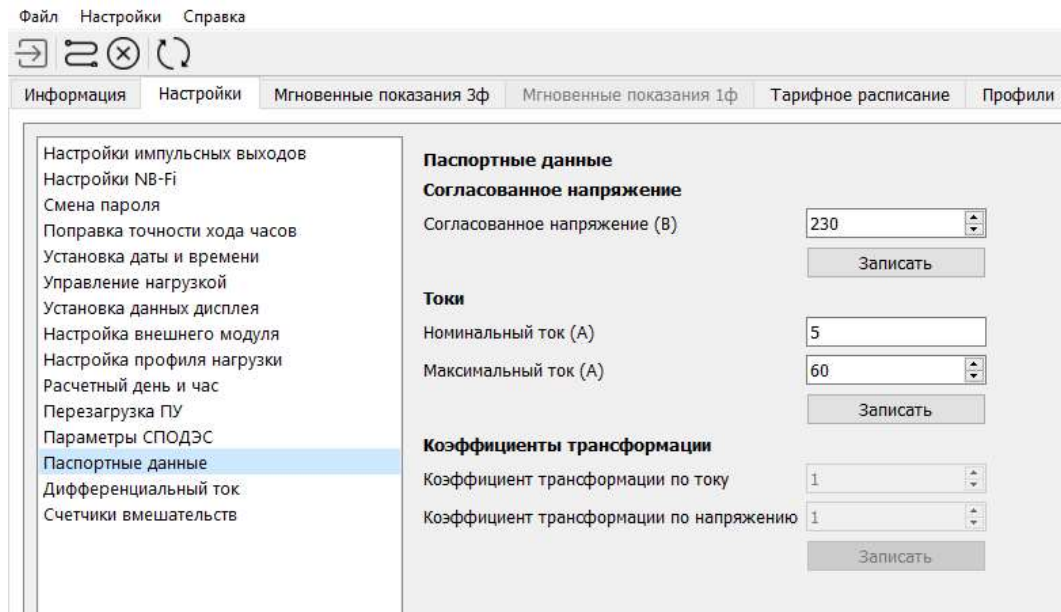 Файл Настройки Справка
Информация Настройки Мгновенные показания 3ф Мгновенные показания 1ф Тарифное расписание Профили
Настройки импульсных выходов
Настройки NB-Fi
Смена пароля
Поправка точности хода часов
Установка даты и времени
Управление нагрузкой
Установка данных дисплея
Настройка внешнего модуля
Настройка профиля нагрузки
Расчетный день и час
Перезагрузка ПУ
Параметры СПОДЭС
Паспортные данные
Дифференциальный ток
Счетчики вмешательств
Паспортные данные
Согласованное напряжение
Согласованное напряжение (В) 230
Записать
Токи
Номинальный ток (А) 5
Максимальный ток (А) 60
Записать
Коэффициенты трансформации
Коэффициент трансформации по току 1
Коэффициент трансформации по напряжению 1
Записать